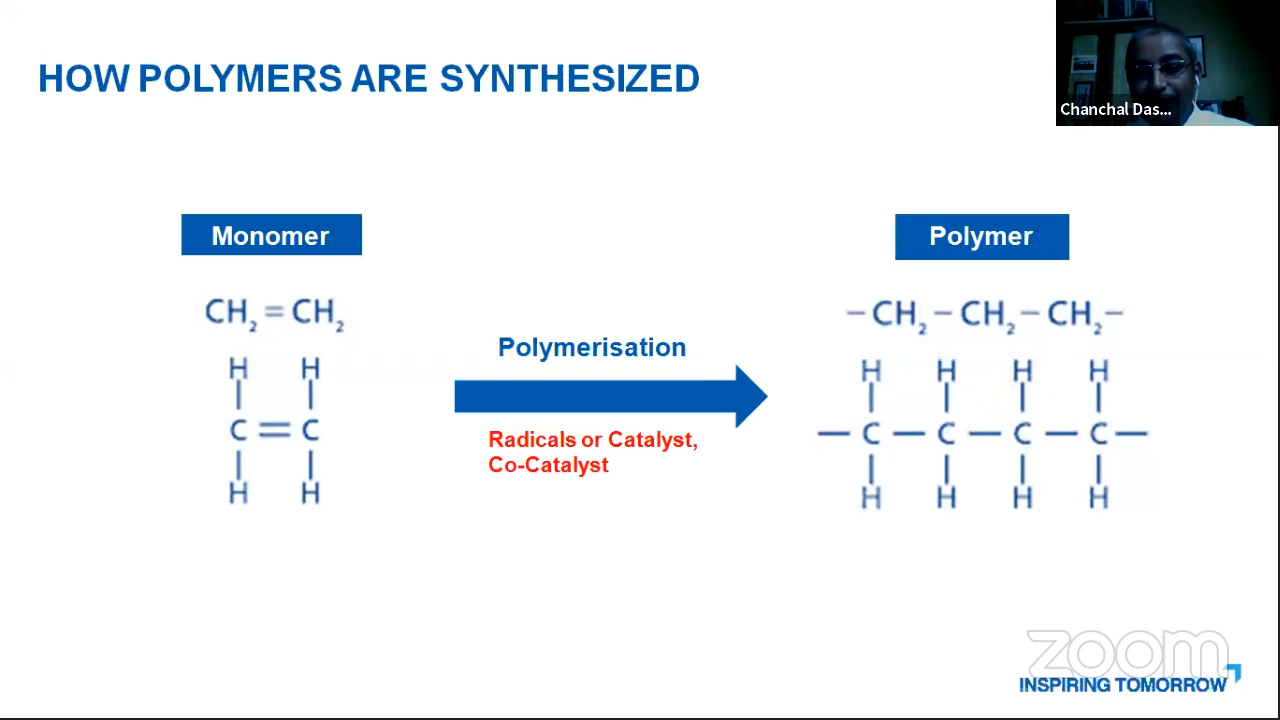 HOW POLYMERS ARE SYNTHESIZED
Chanchal Das...
Monomer
Polymer
CH₂ = CH₂
– CH₂ – CH₂ – CH₂ –
H H
C = C
H H
Polymerisation
Radicals or Catalyst,
Co-Catalyst
H H H H
– C – C – C – C –
H H H H
zoom
INSPIRING TOMORROW